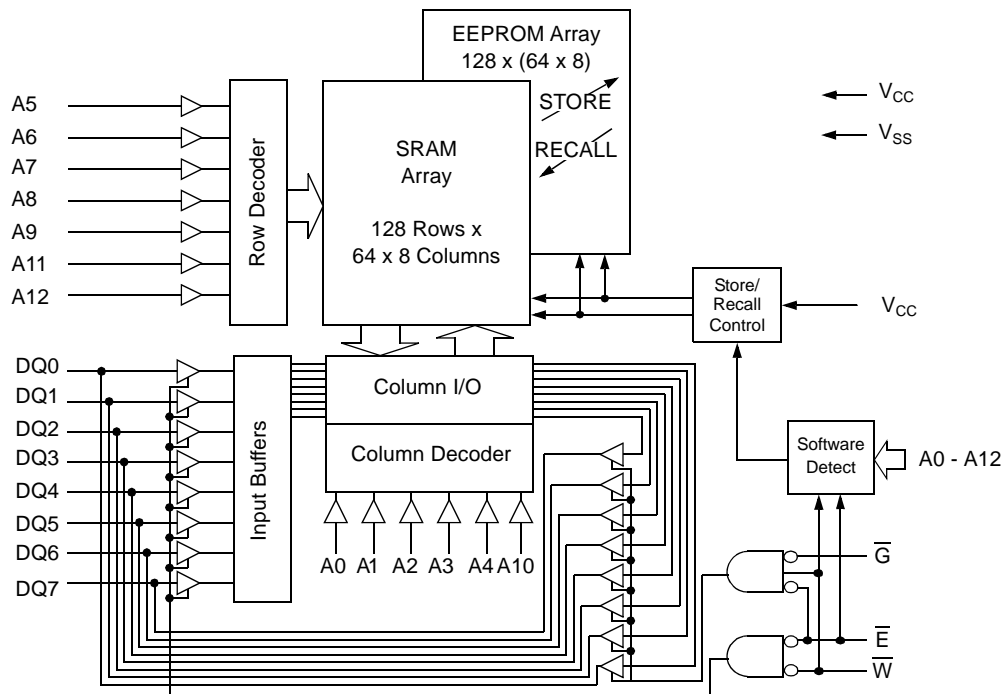 EEPROM Array
128 x (64 x 8)
STORE
RECALL
SRAM
Array
128 Rows x
64 x 8 Columns
A5
A6
A7
A8
A9
A11
A12
Row Decoder
VCC
VSS
Store/
Recall
Control
VCC
DQ0
DQ1
DQ2
DQ3
DQ4
DQ5
DQ6
DQ7
Input Buffers
Column I/O
Column Decoder
A0 A1 A2 A3 A4 A10
Software
Detect
A0 - A12
G̅
E̅
W̅